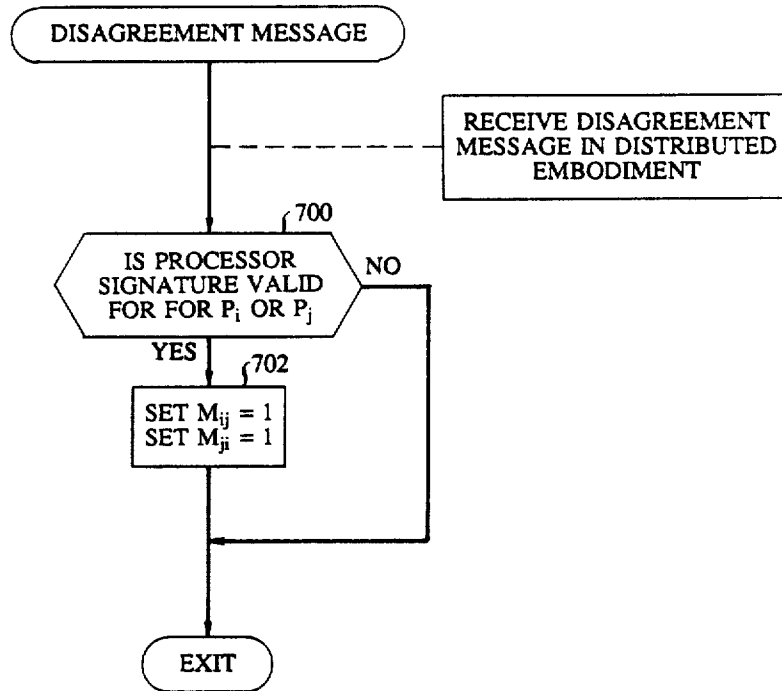 DISAGREEMENT MESSAGE
RECEIVE DISAGREEMENT
MESSAGE IN DISTRIBUTED
EMBODIMENT
700
IS PROCESSOR
SIGNATURE VALID
FOR FOR Pi OR Pj
NO
YES
702
SET Mij = 1
SET Mji = 1
EXIT